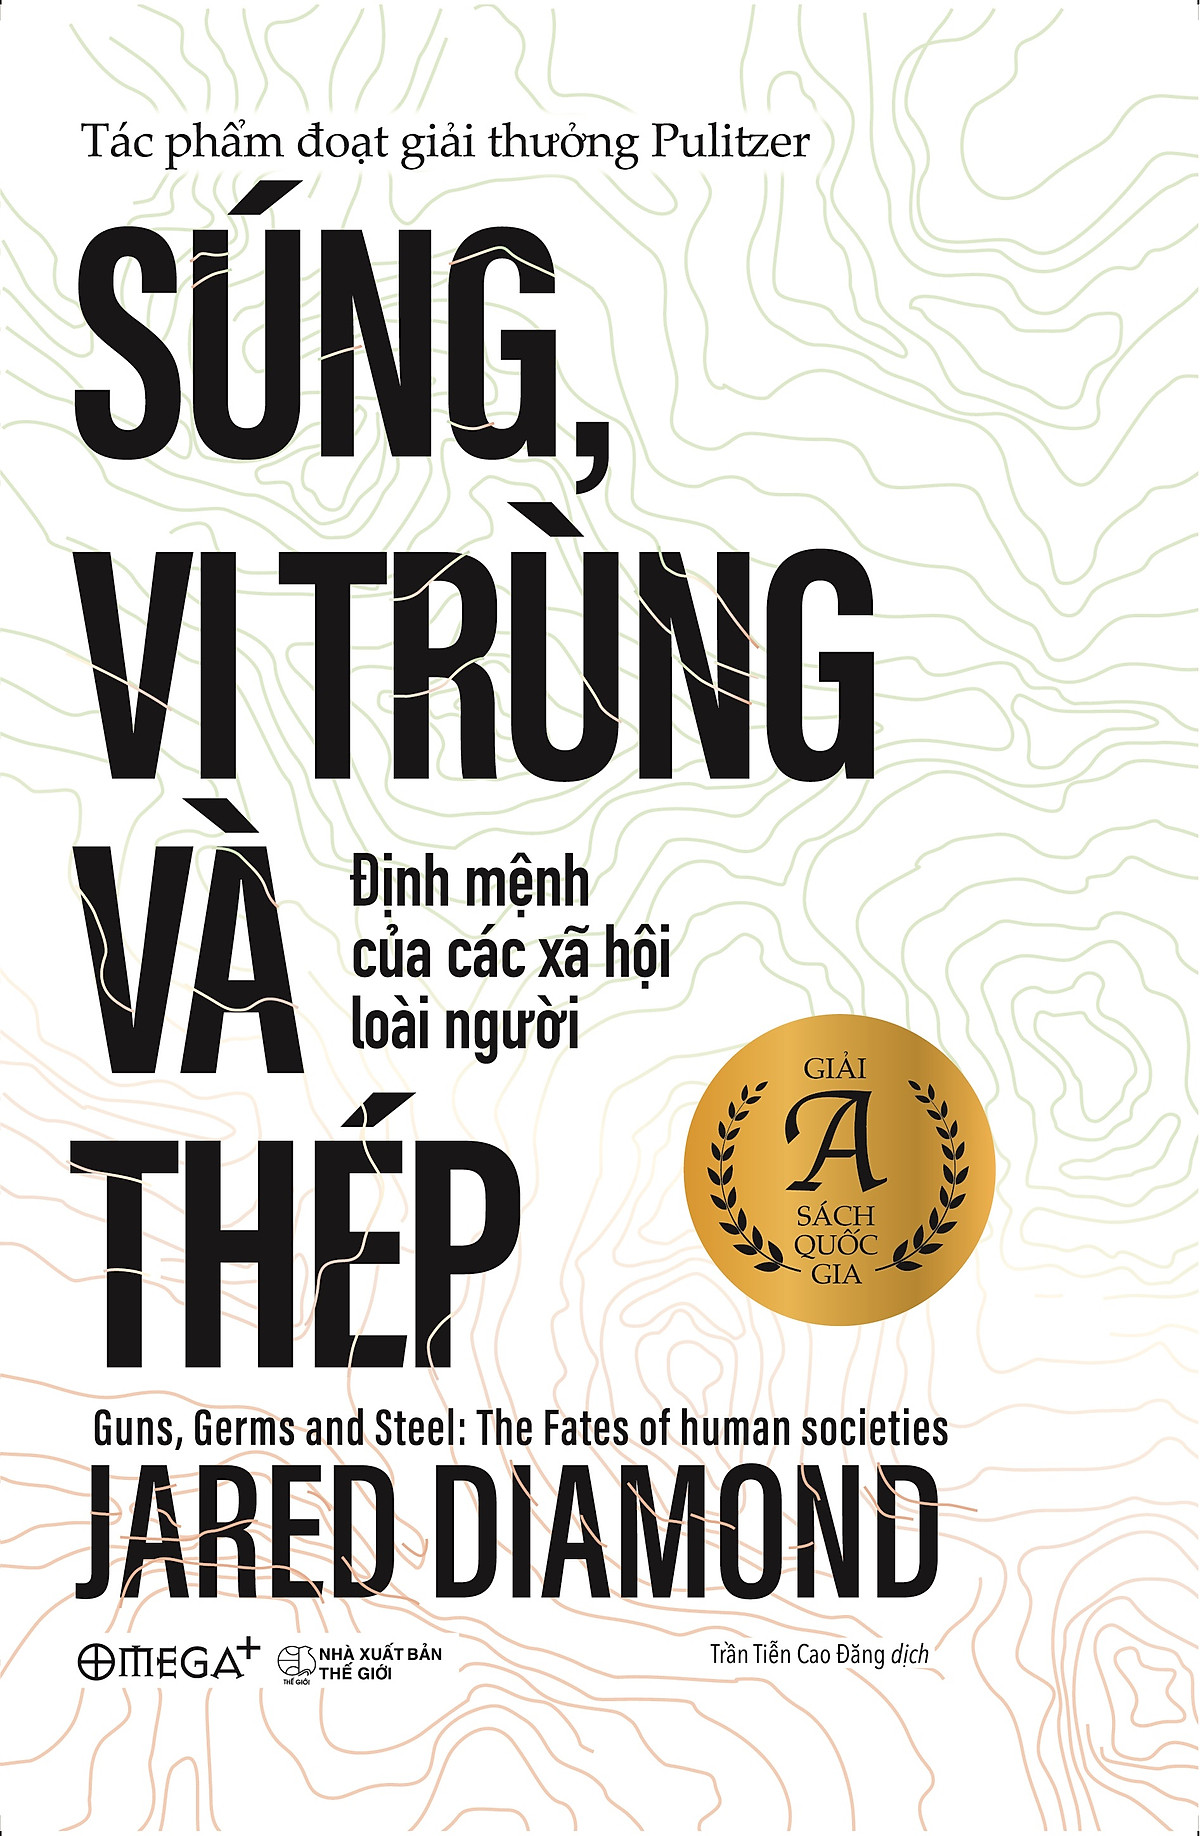 Tác phẩm đoạt giải thưởng Pulitzer
SÚNG,
VI TRÙNG
VÀ
Định mệnh
của các xã hội
loài người
THÉP
GIẢI
A
SÁCH
QUỐC
GIA
Guns, Germs and Steel: The Fates of human societies
JARED DIAMOND
OMEGA+
THẾ GIỚI
NHÀ XUẤT BẢN
THẾ GIỚI
Trần Tiễn Cao Đăng dịch